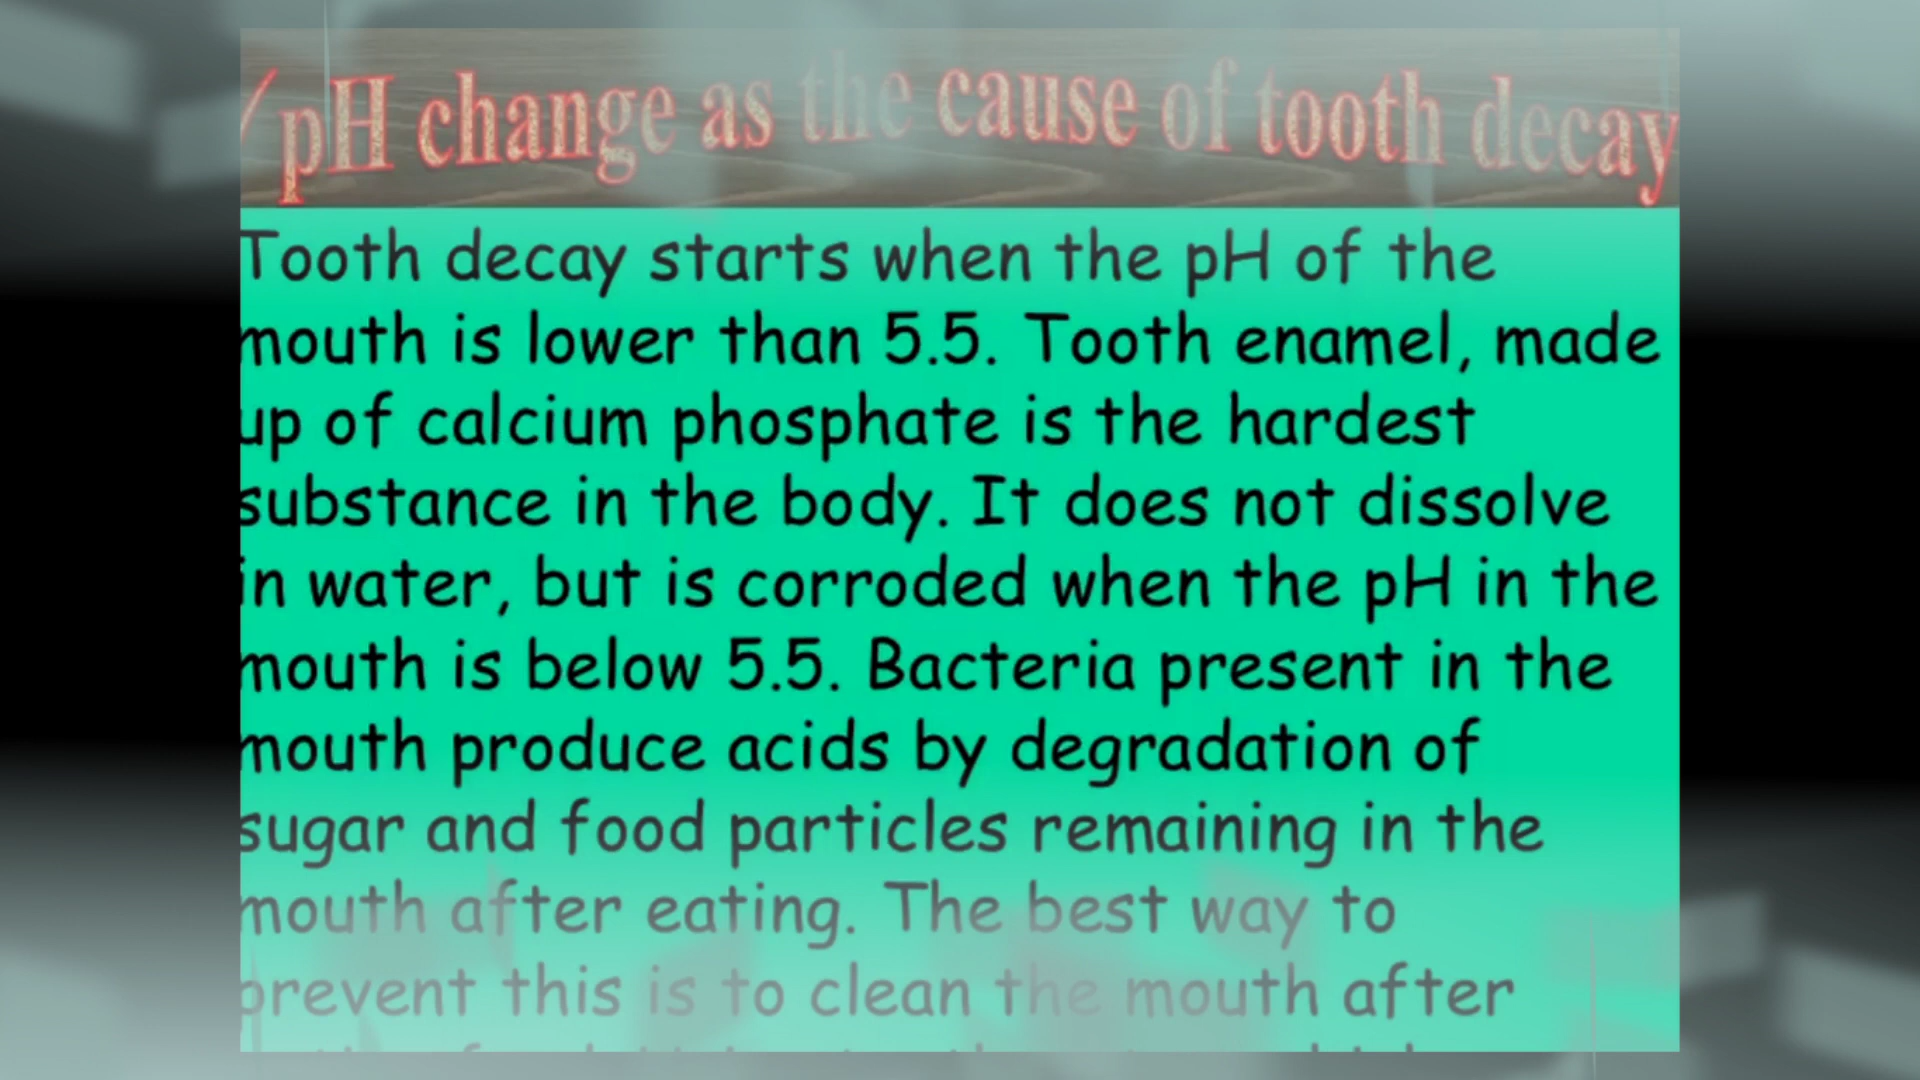 ✓ pH change as the cause of tooth decay
Tooth decay starts when the pH of the
mouth is lower than 5.5. Tooth enamel, made
up of calcium phosphate is the hardest
substance in the body. It does not dissolve
in water, but is corroded when the pH in the
mouth is below 5.5. Bacteria present in the
mouth produce acids by degradation of
sugar and food particles remaining in the
mouth after eating. The best way to
prevent this is to clean the mouth after